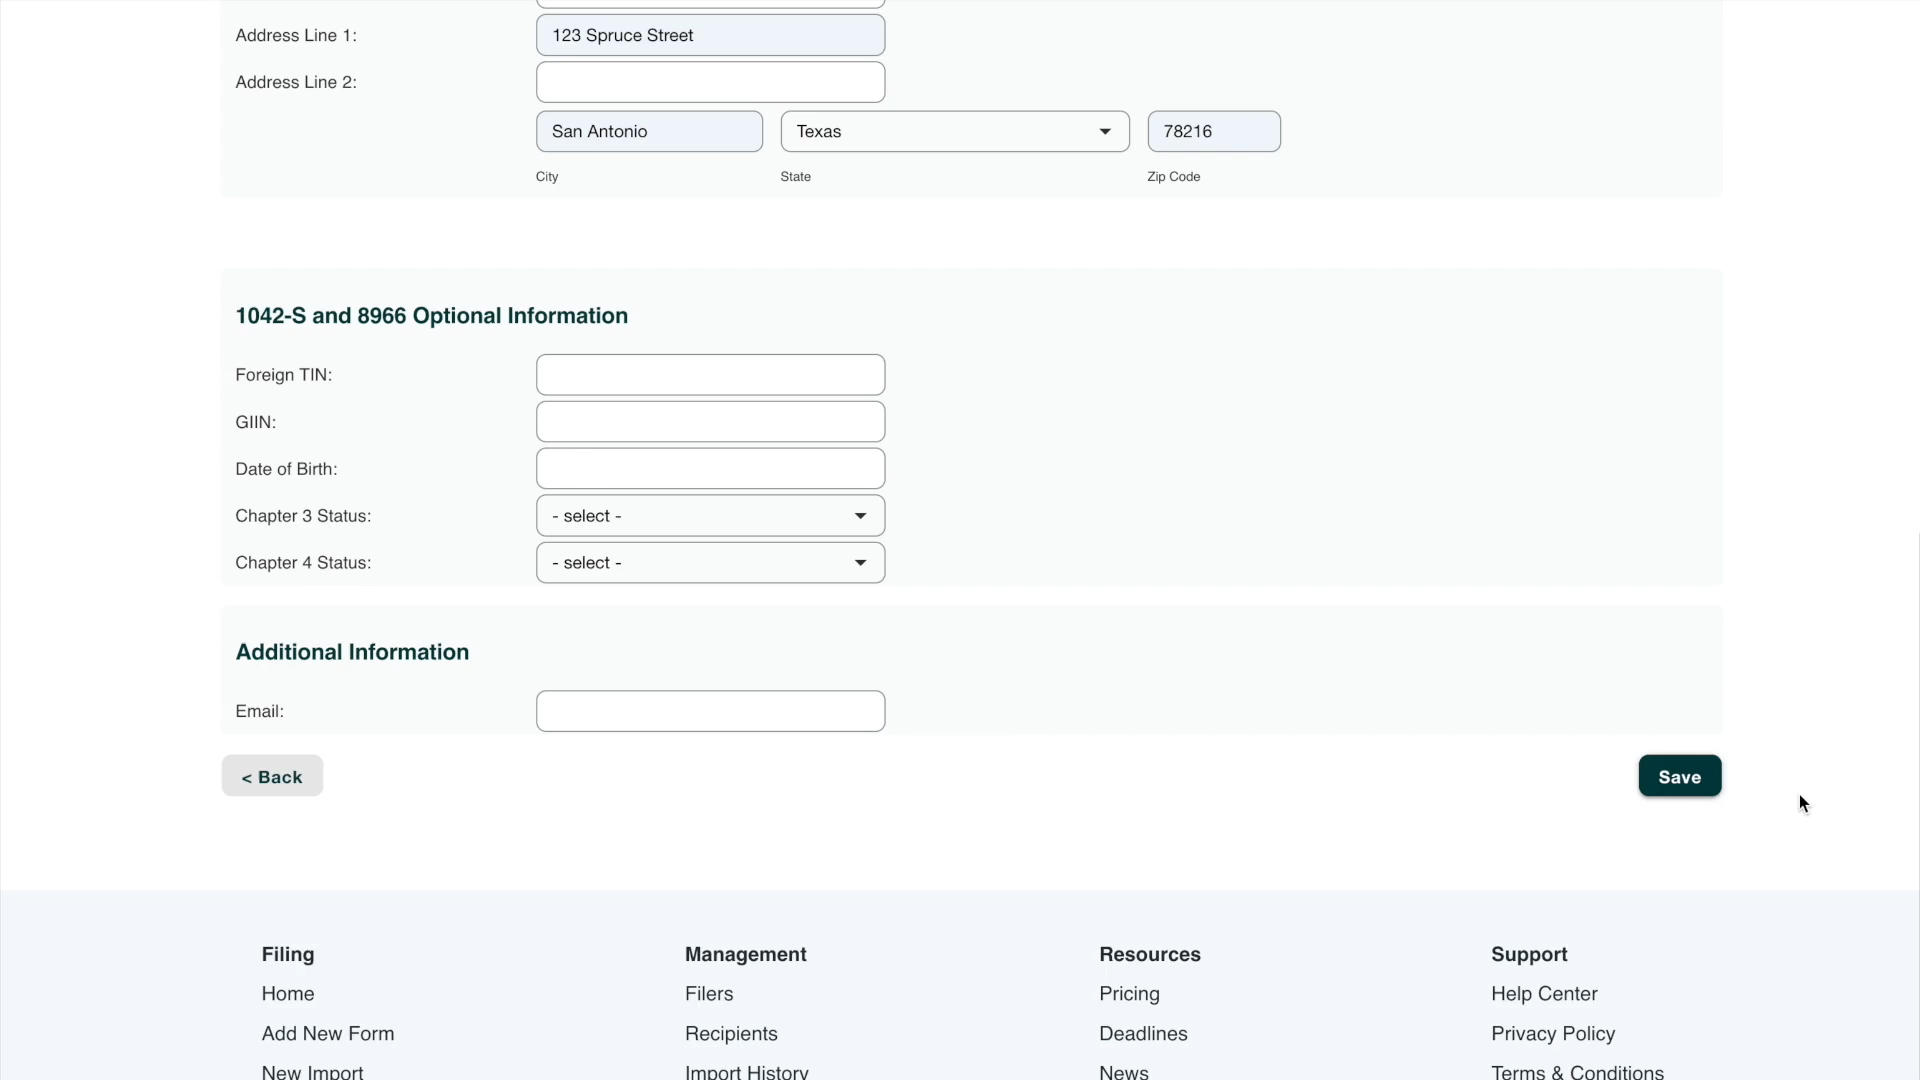 Address Line 1: 123 Spruce Street
Address Line 2:
San Antonio Texas 78216
City State Zip Code
1042-S and 8966 Optional Information
Foreign TIN:
GIIN:
Date of Birth:
Chapter 3 Status: - select -
Chapter 4 Status: - select -
Additional Information
Email:
< Back Save
Filing Management Resources Support
Home Filers Pricing Help Center
Add New Form Recipients Deadlines Privacy Policy
New Import Import History News Terms & Conditions